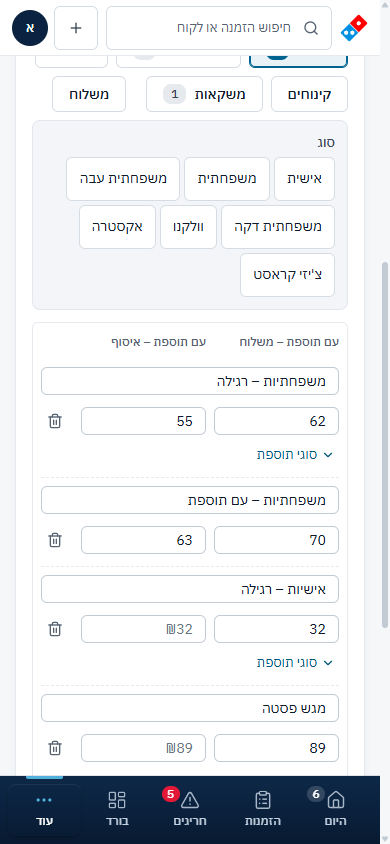 חיפוש הזמנה או לקוח
א
קינוחים
משקאות 1
משלוח
סוג
אישית
משפחתית
משפחתית עבה
משפחתית דקה
וולקנו
אקסטרה
צ'יזי קראסט
עם תוספת – משלוח
עם תוספת – איסוף
משפחתיות – רגילה
62
55
סוגי תוספת
משפחתיות – עם תוספת
70
63
אישיות – רגילה
32
₪32
סוגי תוספת
מגש פסטה
89
₪89
היום 6
הזמנות
חריגים 5
בורד
עוד